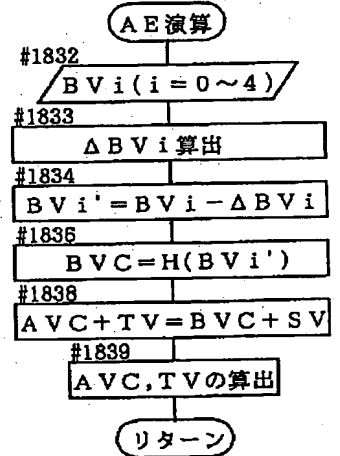 AE演算
#1832
BVi(i=0～4)
#1833
ΔBVi算出
#1834
BVi'=BVi-ΔBVi
#1836
BVC=H(BVi')
#1838
AVC+TV=BVC+SV
#1839
AVC,TVの算出
リターン